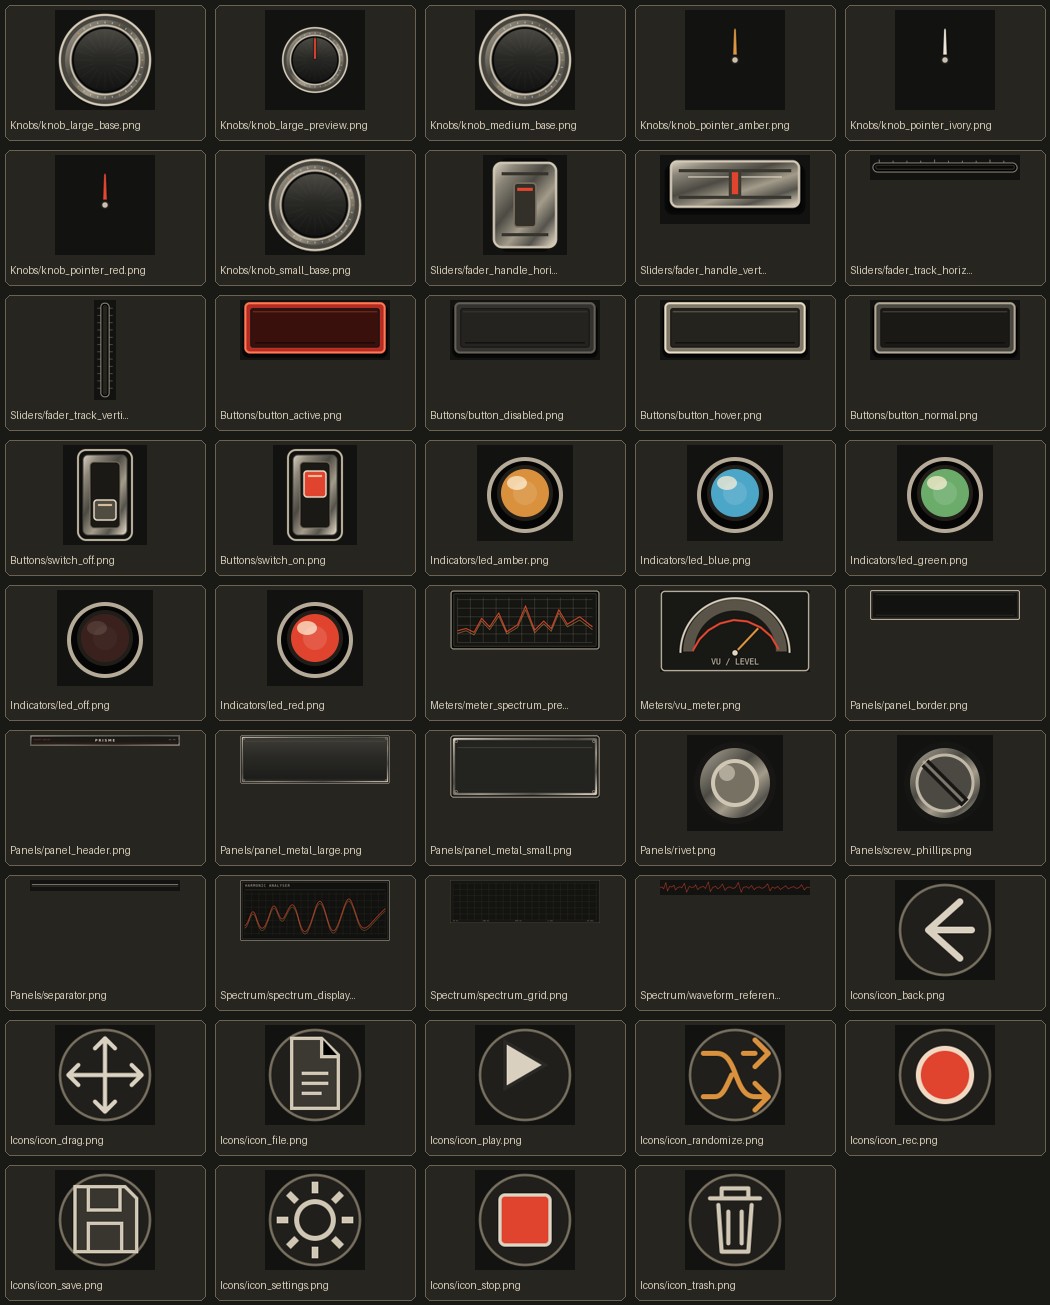 Knobs/knob_large_base.png
Knobs/knob_large_preview.png
Knobs/knob_medium_base.png
Knobs/knob_pointer_amber.png
Knobs/knob_pointer_ivory.png
Knobs/knob_pointer_red.png
Knobs/knob_small_base.png
Sliders/fader_handle_hori...
Sliders/fader_handle_vert...
Sliders/fader_track_horiz...
Sliders/fader_track_verti...
Buttons/button_active.png
Buttons/button_disabled.png
Buttons/button_hover.png
Buttons/button_normal.png
Buttons/switch_off.png
Buttons/switch_on.png
Indicators/led_amber.png
Indicators/led_blue.png
Indicators/led_green.png
VU / LEVEL
Indicators/led_off.png
Indicators/led_red.png
Meters/meter_spectrum_pre...
Meters/vu_meter.png
Panels/panel_border.png
PRISME
Panels/panel_header.png
Panels/panel_metal_large.png
Panels/panel_metal_small.png
Panels/rivet.png
Panels/screw_phillips.png
HARMONIC ANALYSER
Panels/separator.png
Spectrum/spectrum_display...
Spectrum/spectrum_grid.png
Spectrum/waveform_referen...
Icons/icon_back.png
Icons/icon_drag.png
Icons/icon_file.png
Icons/icon_play.png
Icons/icon_randomize.png
Icons/icon_rec.png
Icons/icon_save.png
Icons/icon_settings.png
Icons/icon_stop.png
Icons/icon_trash.png